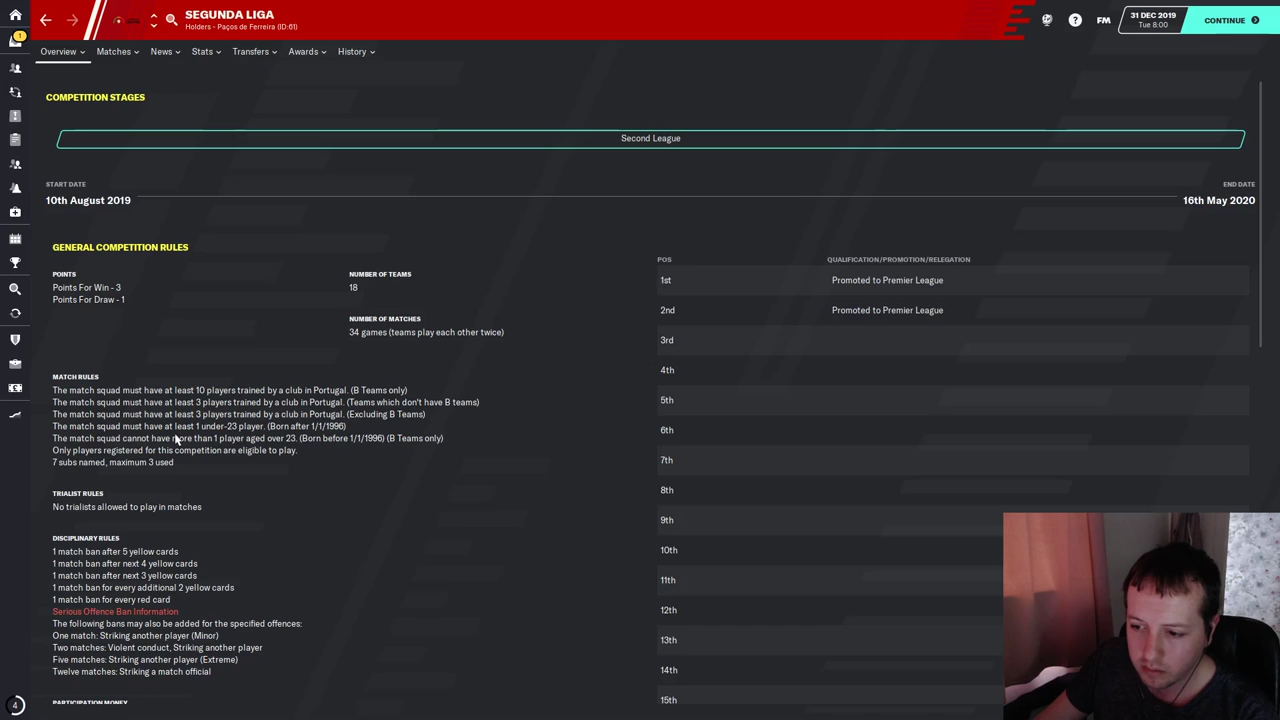 SEGUNDA LIGA
Holders - Paços de Ferreira (ID:61)
FM
31 DEC 2019
Tue 8:00
CONTINUE
1
Overview
Matches
News
Stats
Transfers
Awards
History
COMPETITION STAGES
Second League
START DATE
END DATE
10th August 2019
16th May 2020
GENERAL COMPETITION RULES
POINTS
Points For Win - 3
Points For Draw - 1
NUMBER OF TEAMS
18
NUMBER OF MATCHES
34 games (teams play each other twice)
MATCH RULES
The match squad must have at least 10 players trained by a club in Portugal. (B Teams only)
The match squad must have at least 3 players trained by a club in Portugal. (Teams which don't have B teams)
The match squad must have at least 3 players trained by a club in Portugal. (Excluding B Teams)
The match squad must have at least 1 under-23 player. (Born after 1/1/1996)
The match squad cannot have more than 1 player aged over 23. (Born before 1/1/1996) (B Teams only)
Only players registered for this competition are eligible to play.
7 subs named, maximum 3 used
TRIALIST RULES
No trialists allowed to play in matches
DISCIPLINARY RULES
1 match ban after 5 yellow cards
1 match ban after next 4 yellow cards
1 match ban after next 3 yellow cards
1 match ban for every additional 2 yellow cards
1 match ban for every red card
Serious Offence Ban Information
The following bans may also be added for the specified offences:
One match: Striking another player (Minor)
Two matches: Violent conduct, Striking another player
Five matches: Striking another player (Extreme)
Twelve matches: Striking a match official
PARTICIPATION MONEY
POS
QUALIFICATION/PROMOTION/RELEGATION
1st
Promoted to Premier League
2nd
Promoted to Premier League
3rd
4th
5th
6th
7th
8th
9th
10th
11th
12th
13th
14th
15th
4